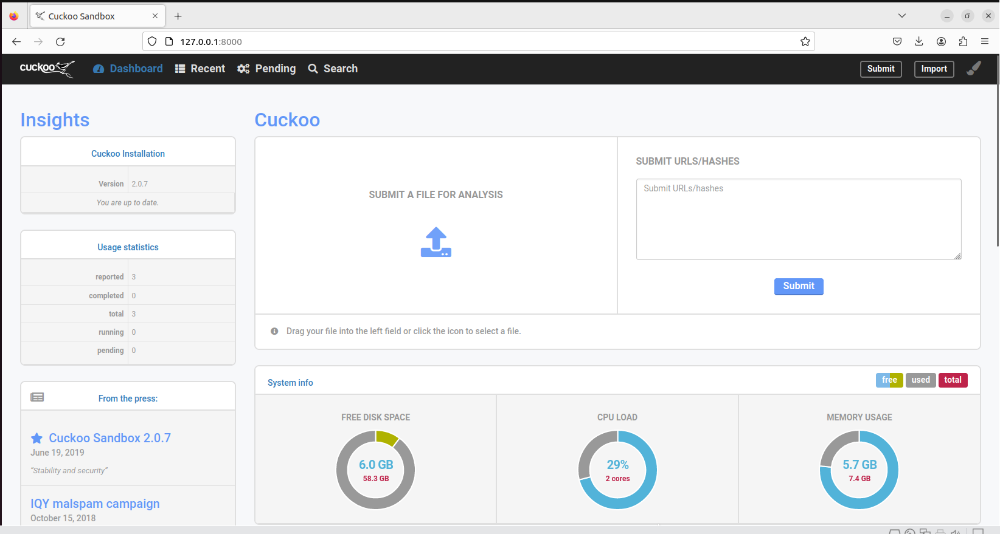 Cuckoo Sandbox
127.0.0.1:8000
cuckoo
Dashboard
Recent
Pending
Search
Submit
Import
Insights
Cuckoo Installation
Version 2.0.7
You are up to date.
Usage statistics
reported 3
completed 0
total 3
running 0
pending 0
From the press:
Cuckoo Sandbox 2.0.7
June 19, 2019
“Stability and security”
IQY malspam campaign
October 15, 2018
Cuckoo
SUBMIT A FILE FOR ANALYSIS
SUBMIT URLS/HASHES
Submit URLs/hashes
Submit
Drag your file into the left field or click the icon to select a file.
System info
free used total
FREE DISK SPACE
6.0 GB
58.3 GB
CPU LOAD
29%
2 cores
MEMORY USAGE
5.7 GB
7.4 GB